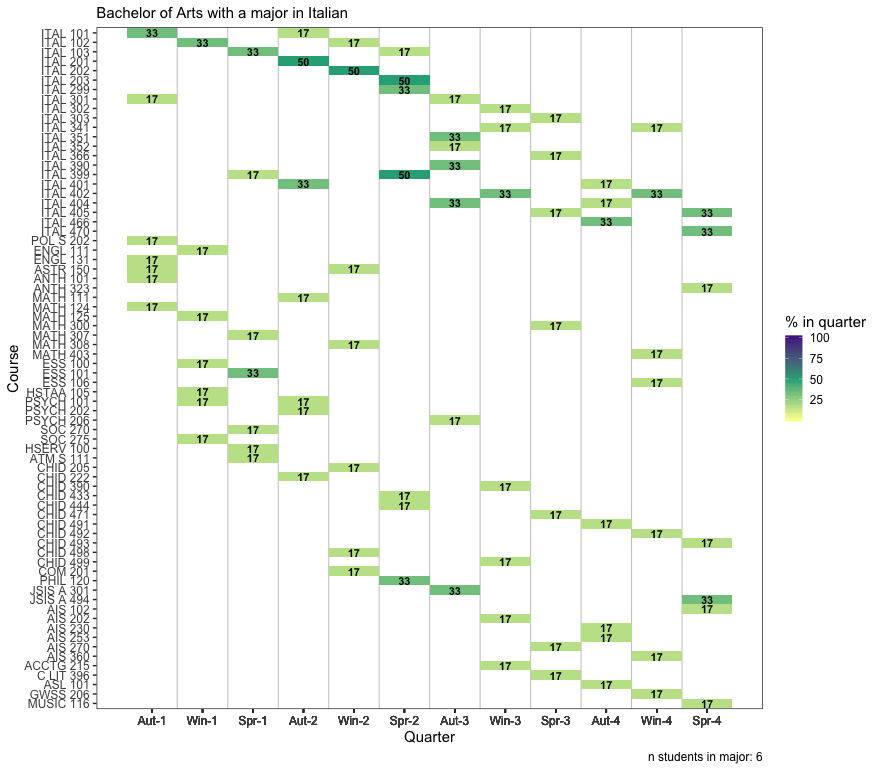 Bachelor of Arts with a major in Italian
ITAL 101 33 17
ITAL 102 33 17
ITAL 103 33 17
ITAL 201 50
ITAL 202 50
ITAL 203 50
ITAL 299 33
ITAL 301 17 17
ITAL 302 17
ITAL 303 17
ITAL 341 17 17
ITAL 351 33
ITAL 352 17
ITAL 366 17
ITAL 390 33
ITAL 399 17 50
ITAL 401 33 17
ITAL 402 33 33
ITAL 404 33 17
ITAL 405 17 33
ITAL 466 33
ITAL 470 33
POL S 202 17
ENGL 111 17
ENGL 131 17
ASTR 150 17 17
ANTH 101 17
ANTH 323 17
MATH 111 17
MATH 124 17
MATH 125 17
MATH 300 17
MATH 307 17
MATH 308 17
MATH 403 17
ESS 100 17
ESS 101 33
ESS 106 17
HSTAA 105 17
PSYCH 101 17 17
PSYCH 202 17
PSYCH 206 17
SOC 270 17
SOC 275 17
HSERV 100 17
ATM S 111 17
CHID 205 17
CHID 222 17
CHID 390 17
CHID 433 17
CHID 444 17
CHID 471 17
CHID 491 17
CHID 492 17
CHID 493 17
CHID 498 17
CHID 499 17
COM 201 17
PHIL 120 33
JSIS A 301 33
JSIS A 494 33
AIS 102 17
AIS 202 17
AIS 230 17
AIS 253 17
AIS 270 17
AIS 360 17
ACCTG 215 17
C LIT 396 17
ASL 101 17
GWSS 206 17
MUSIC 116 17
Aut-1 Win-1 Spr-1 Aut-2 Win-2 Spr-2 Aut-3 Win-3 Spr-3 Aut-4 Win-4 Spr-4
Quarter
Course
% in quarter
100
75
50
25
n students in major: 6